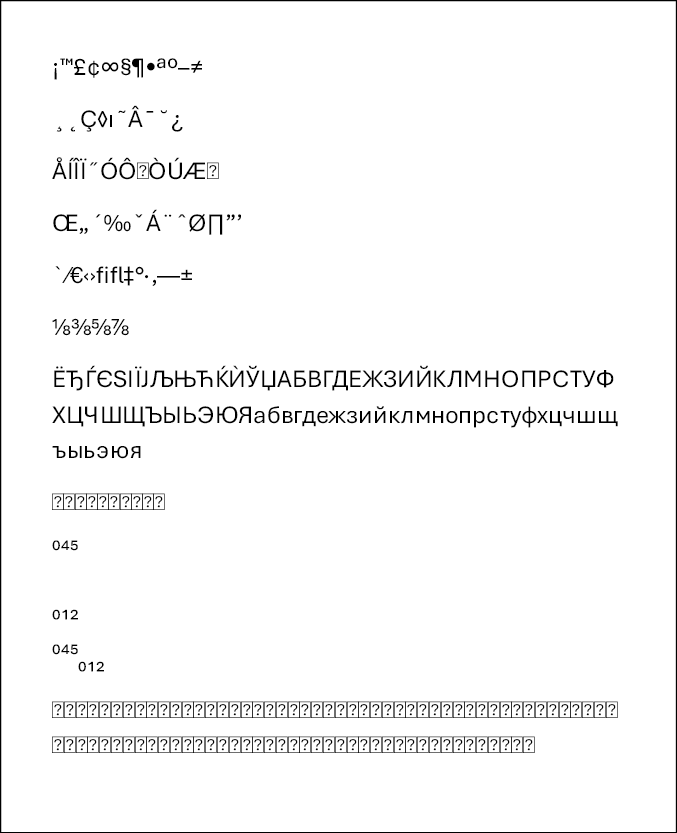 ¡™£¢∞§¶•ªº–≠
¸˛Ç◊ı˜Â¯˘¿
ÅÍÎÏ˝ÓÔÒÚÆ
Œ„´‰ˇÁ¨ˆØ∏”’
`⁄€‹›ﬁﬂ‡°·‚—±
⅛⅜⅝⅞
ЁЂЃЄЅІЇЈЉЊЋЌЍЎЏАБВГДЕЖЗИЙКЛМНОПРСТУФ
ХЦЧШЩЪЫЬЭЮЯабвгдежзийклмнопрстуфхцчшщ
ъыьэюя
045
012
045
012